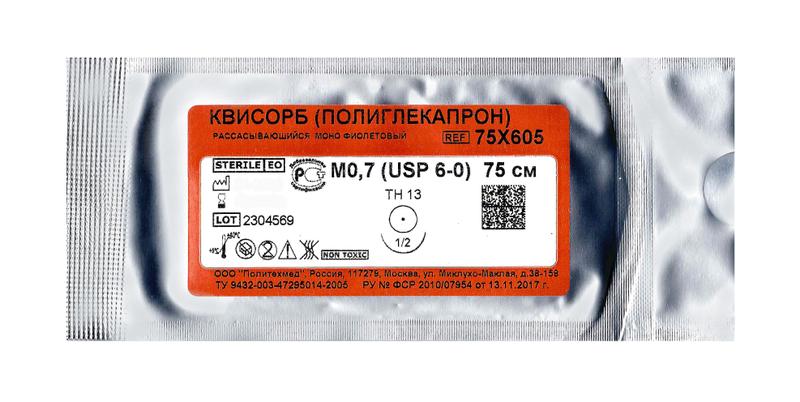 КВИСОРБ (ПОЛИГЛЕКАПРОН)
РАССАСЫВАЮЩИЙСЯ МОНО ФИОЛЕТОВЫЙ REF 75X605
STERILE EO М0,7 (USP 6-0) 75 СМ
ТН 13
LOT 2304569
1/2
NON TOXIC
ООО "Политехмед", Россия, 117279, Москва, ул. Миклухо-Маклая, д.38-158
ТУ 9432-003-47295014-2005 РУ № ФСР 2010/07954 от 13.11.2017 г.